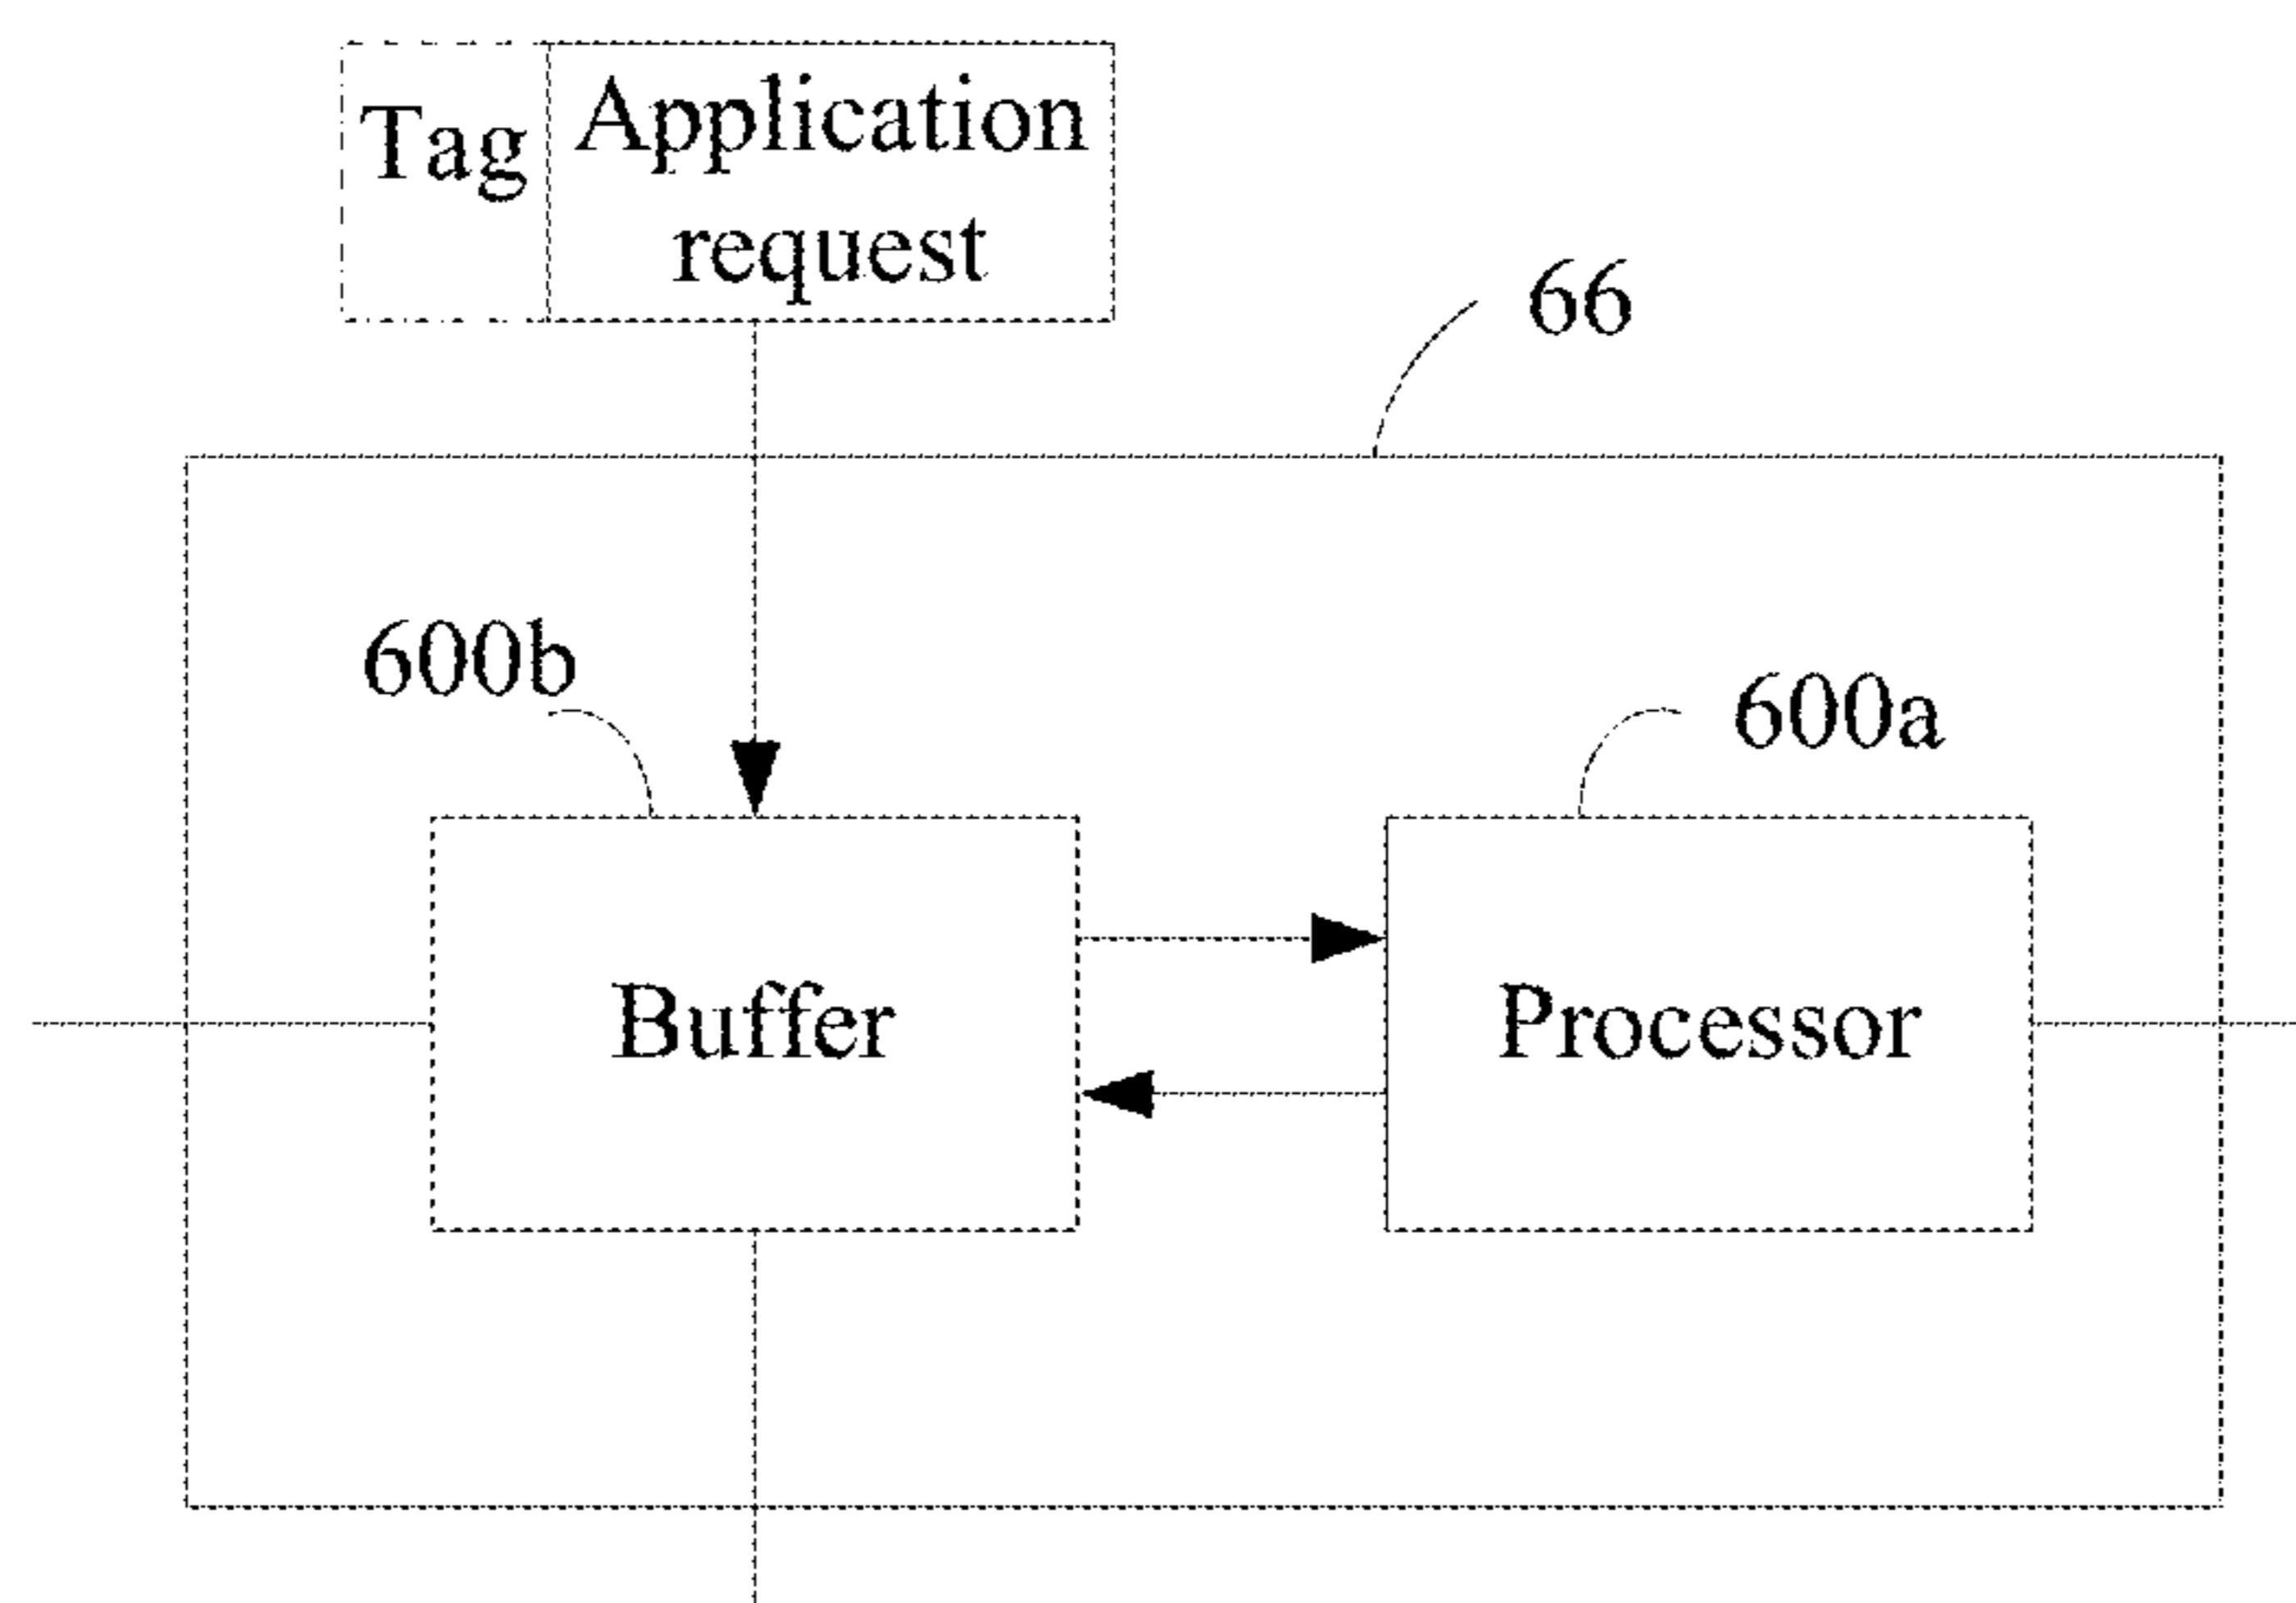 Tag
Application
request
66
600b
600a
Buffer
Processor